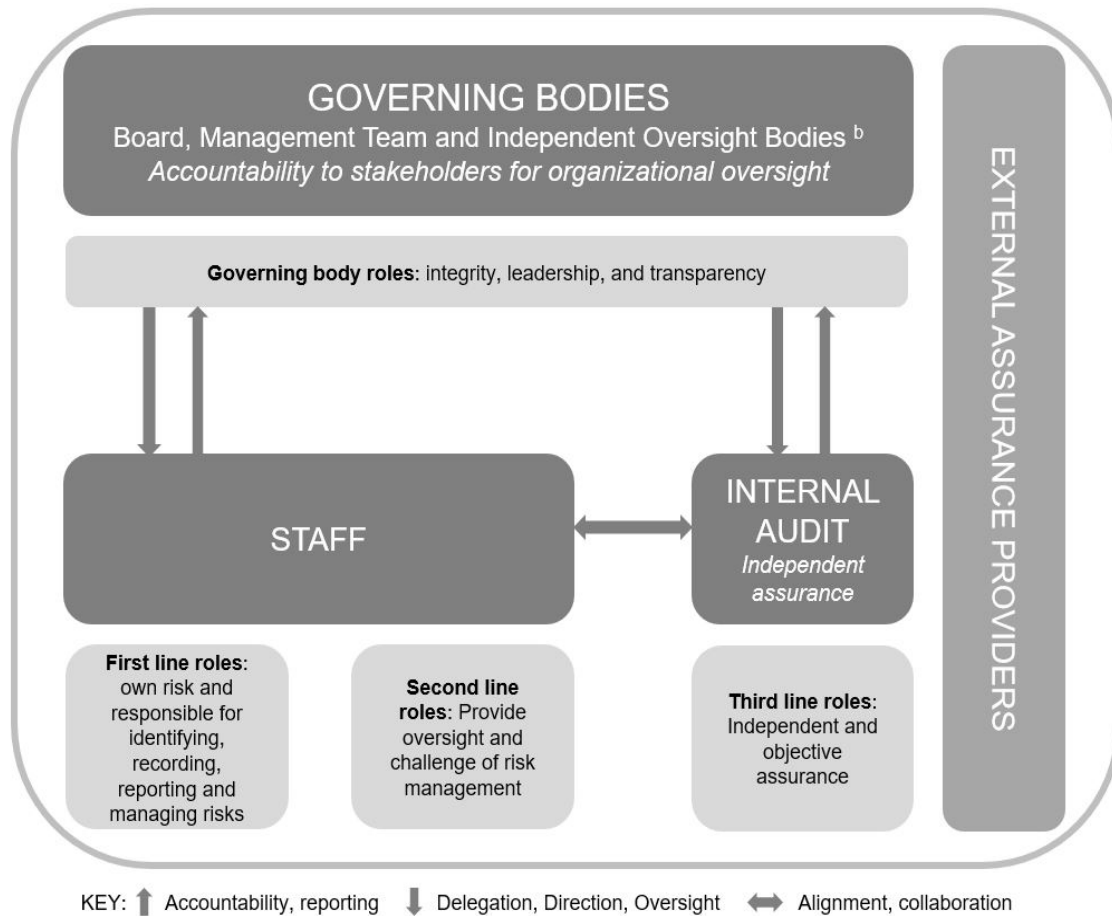 GOVERNING BODIES
Board, Management Team and Independent Oversight Bodies ᵇ
Accountability to stakeholders for organizational oversight
Governing body roles: integrity, leadership, and transparency
STAFF
INTERNAL
AUDIT
Independent
assurance
First line roles:
own risk and
responsible for
identifying,
recording,
reporting and
managing risks
Second line
roles: Provide
oversight and
challenge of risk
management
Third line roles:
Independent and
objective
assurance
EXTERNAL ASSURANCE PROVIDERS
KEY: Accountability, reporting Delegation, Direction, Oversight Alignment, collaboration